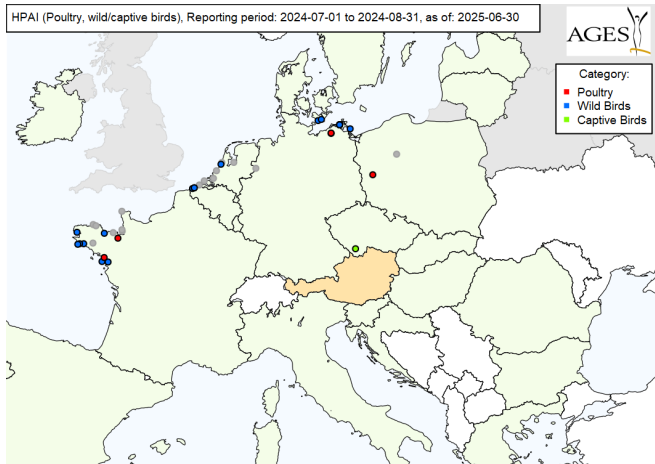 HPAI (Poultry, wild/captive birds), Reporting period: 2024-07-01 to 2024-08-31, as of: 2025-06-30
AGES
Category:
Poultry
Wild Birds
Captive Birds